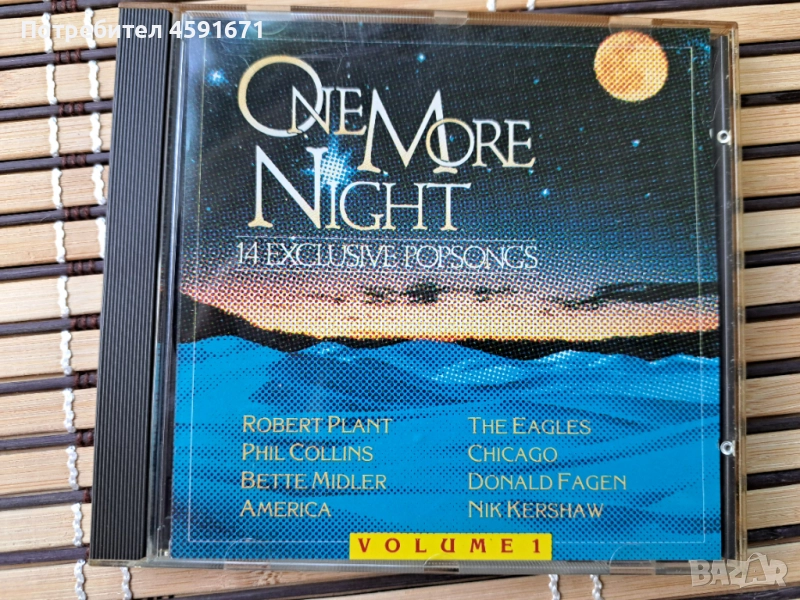 Потребител 4591671
ONE MORE
NIGHT
14 EXCLUSIVE POPSONGS
ROBERT PLANT
PHIL COLLINS
BETTE MIDLER
AMERICA
THE EAGLES
CHICAGO
DONALD FAGEN
NIK KERSHAW
VOLUME 1
BAZAR